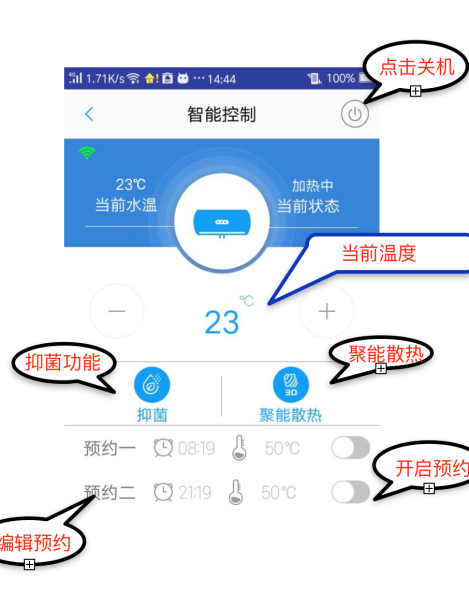 点击关机
1.71K/s ··· 14:44 100%
智能控制
23℃ 加热中
当前水温 当前状态
当前温度
℃
23
抑菌功能 聚能散热
3D
抑菌 聚能散热
预约一 08:19 50℃
开启预约
预约二 21:19 50℃
编辑预约